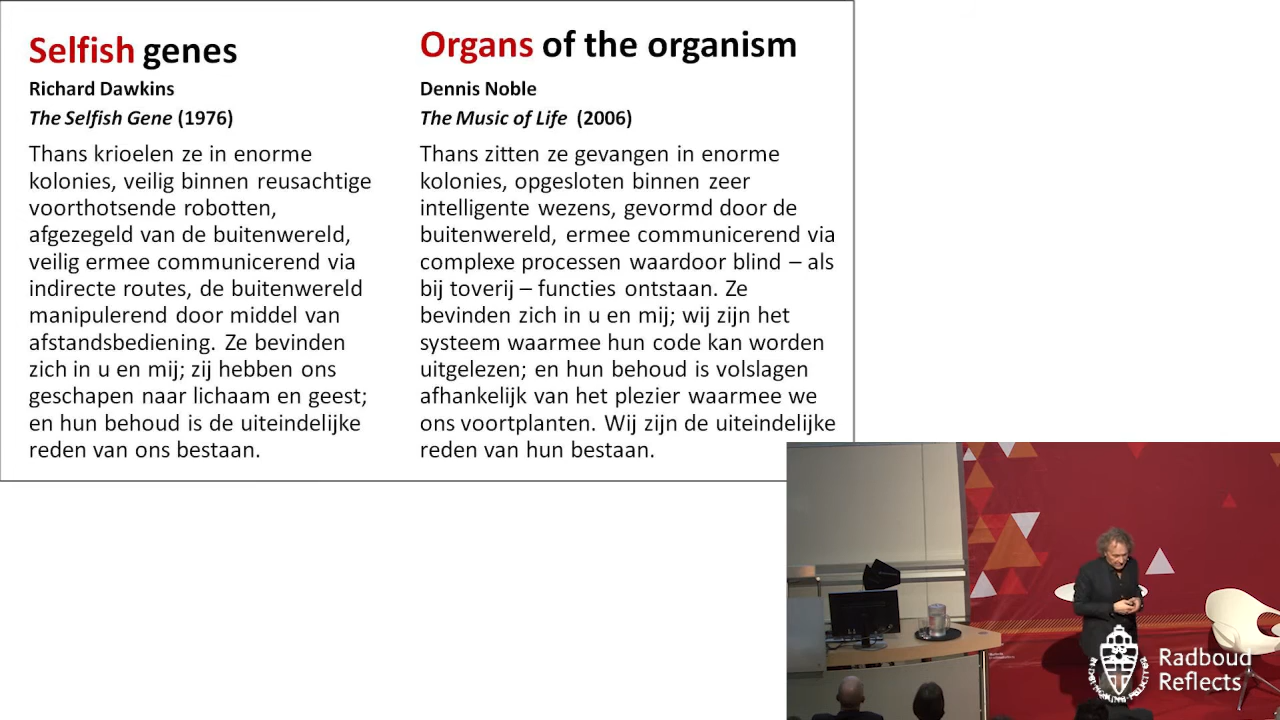 Selfish genes
Richard Dawkins
The Selfish Gene (1976)
Thans krioelen ze in enorme
kolonies, veilig binnen reusachtige
voorthotsende robotten,
afgezegeld van de buitenwereld,
veilig ermee communicerend via
indirecte routes, de buitenwereld
manipulerend door middel van
afstandsbediening. Ze bevinden
zich in u en mij; zij hebben ons
geschapen naar lichaam en geest;
en hun behoud is de uiteindelijke
reden van ons bestaan.
Organs of the organism
Dennis Noble
The Music of Life (2006)
Thans zitten ze gevangen in enorme
kolonies, opgesloten binnen zeer
intelligente wezens, gevormd door de
buitenwereld, ermee communicerend via
complexe processen waardoor blind – als
bij toverij – functies ontstaan. Ze
bevinden zich in u en mij; wij zijn het
systeem waarmee hun code kan worden
uitgelezen; en hun behoud is volslagen
afhankelijk van het plezier waarmee we
ons voortplanten. Wij zijn de uiteindelijke
reden van hun bestaan.
Radboud
Reflects